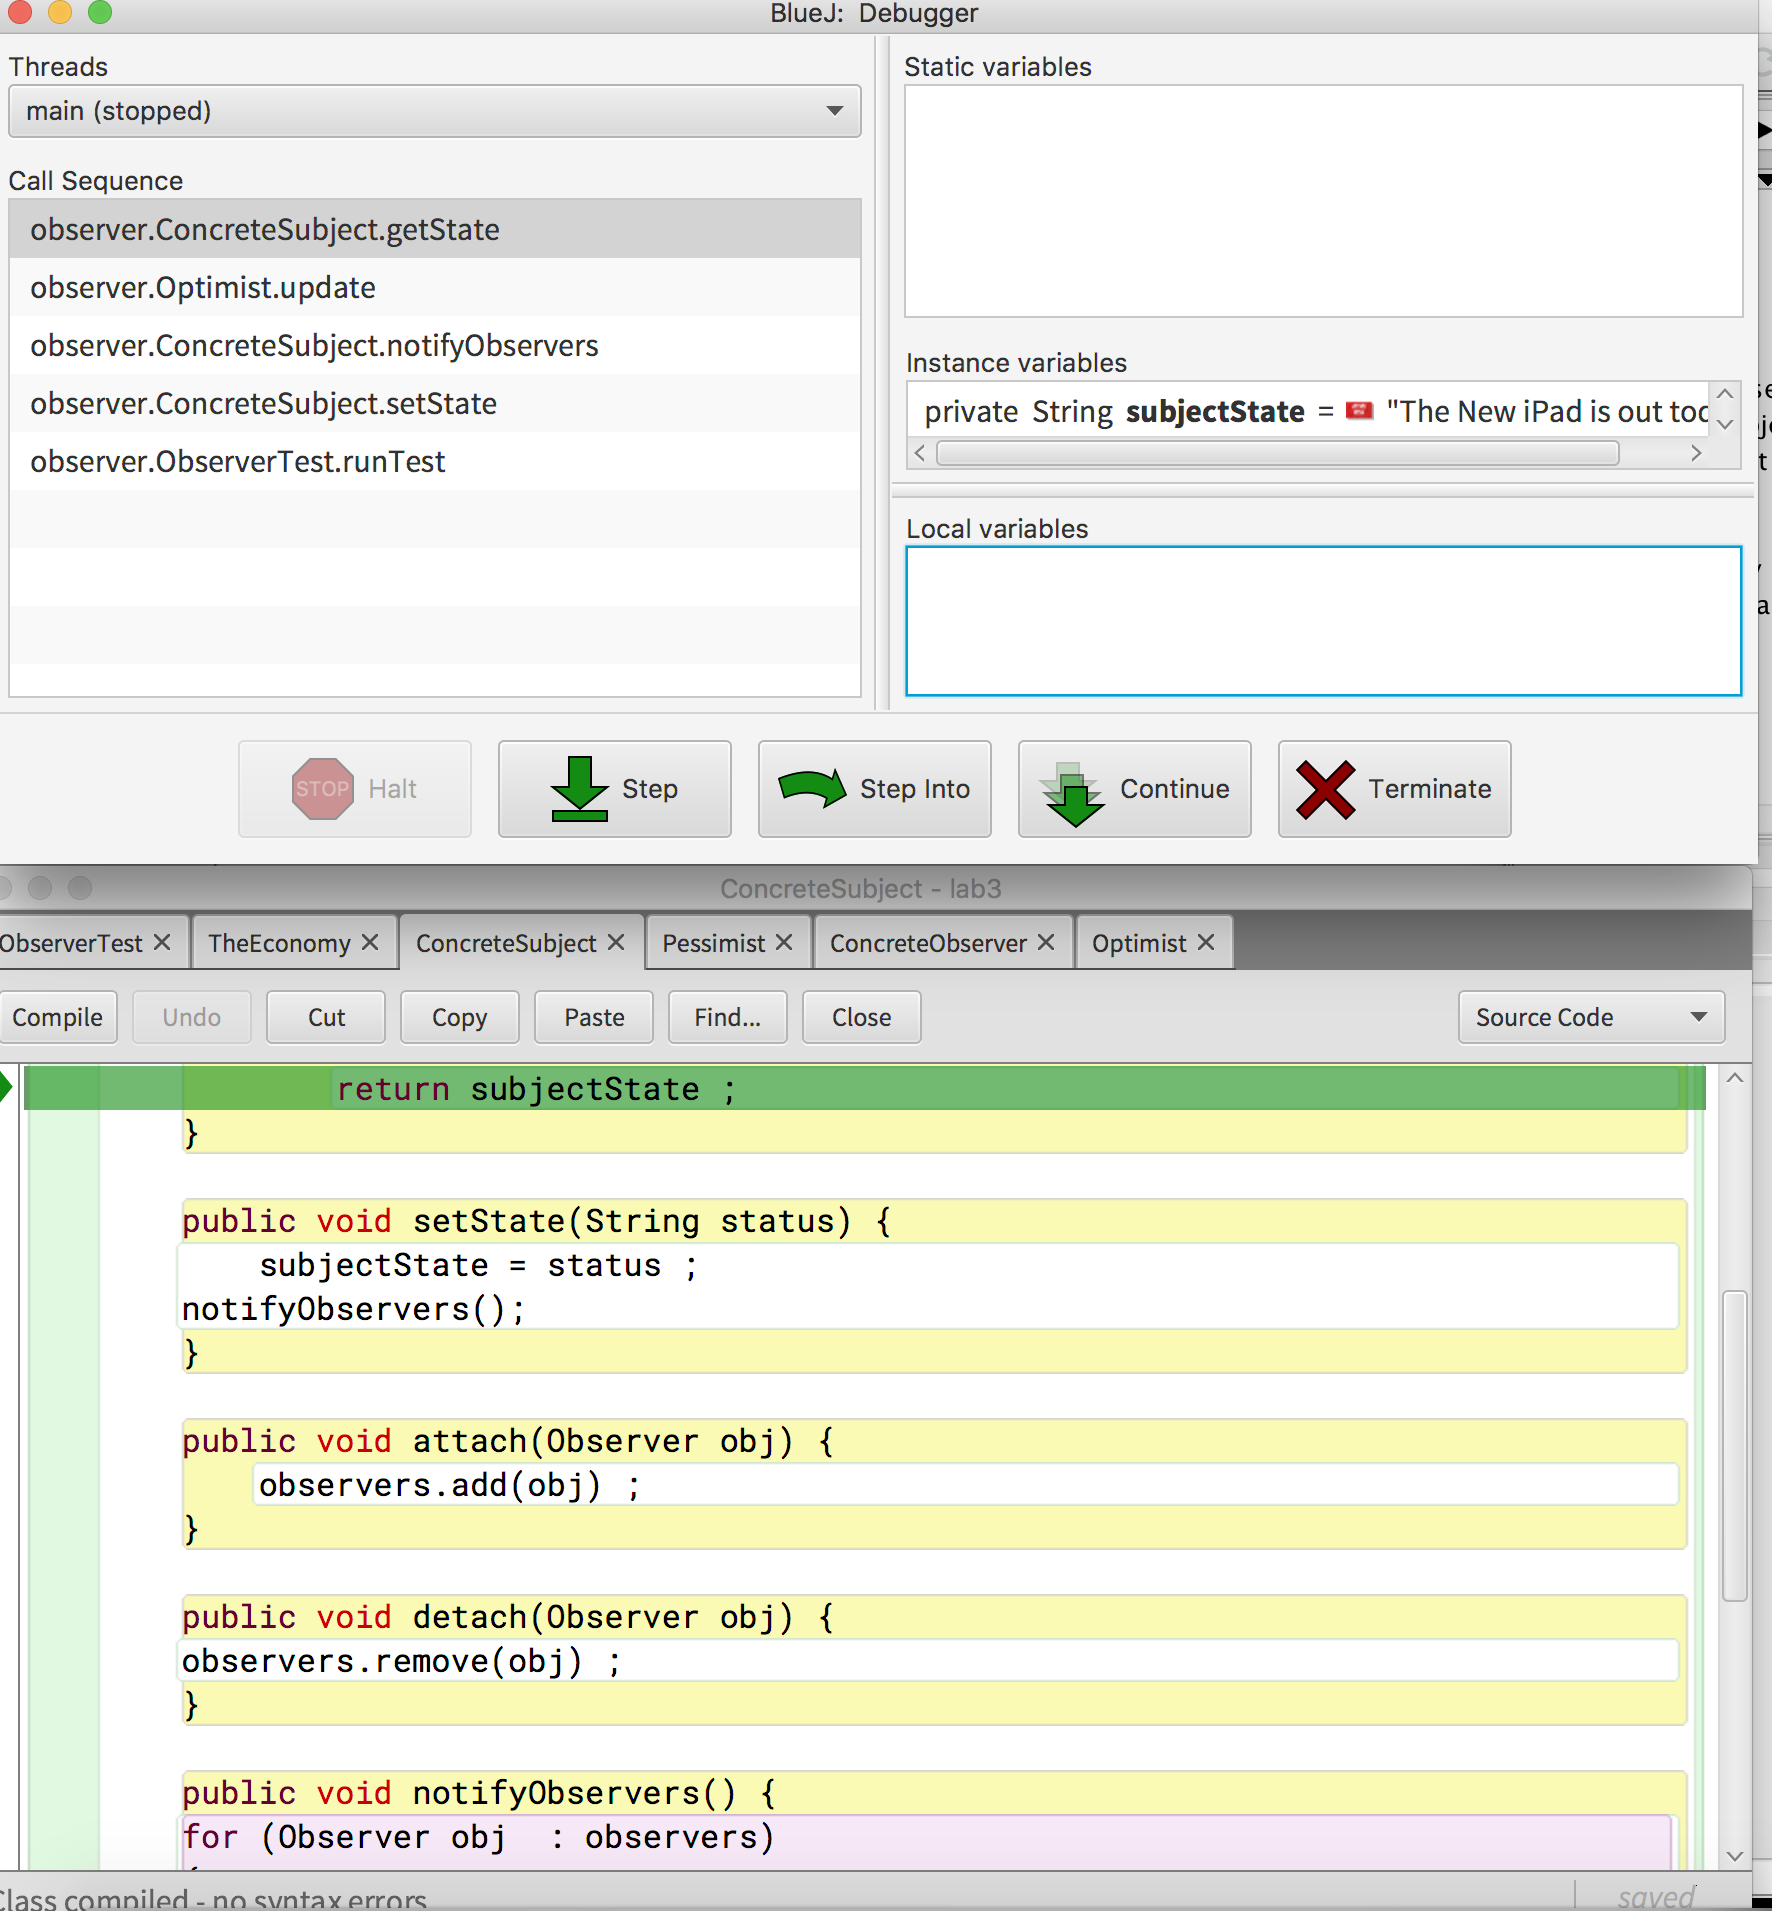 BlueJ: Debugger
Threads
main (stopped)
Call Sequence
observer.ConcreteSubject.getState
observer.Optimist.update
observer.ConcreteSubject.notifyObservers
observer.ConcreteSubject.setState
observer.ObserverTest.runTest
Static variables
Instance variables
private String subjectState = "The New iPad is out
Local variables
STOP Halt
Step
Step Into
Continue
Terminate
ConcreteSubject - lab3
ObserverTest
TheEconomy
ConcreteSubject
Pessimist
ConcreteObserver
Optimist
Compile
Undo
Cut
Copy
Paste
Find...
Close
Source Code
return subjectState ;
}
public void setState(String status) {
subjectState = status ;
notifyObservers();
}
public void attach(Observer obj) {
observers.add(obj) ;
}
public void detach(Observer obj) {
observers.remove(obj) ;
}
public void notifyObservers() {
for (Observer obj : observers)
Class compiled - no syntax errors
saved